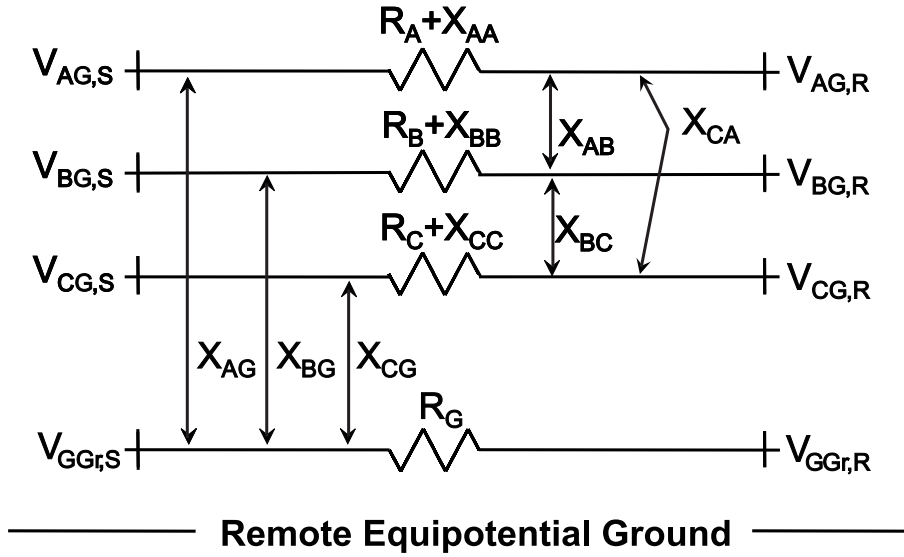 R_A+X_AA
V_AG,S
V_AG,R
X_AB
X_CA
R_B+X_BB
V_BG,S
V_BG,R
X_BC
R_C+X_CC
V_CG,S
V_CG,R
X_AG
X_BG
X_CG
R_G
V_GGr,S
V_GGr,R
Remote Equipotential Ground